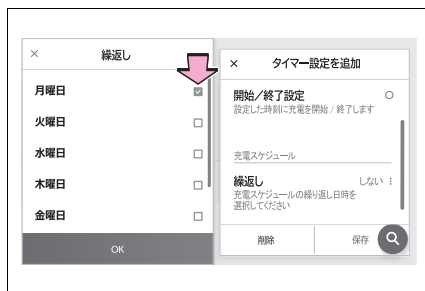 × 繰返し
月曜日
火曜日
水曜日
木曜日
金曜日
OK
× タイマー設定を追加
開始／終了設定
設定した時刻に充電を開始 / 終了します
充電スケジュール
繰返し しない
充電スケジュールの繰り返し日時を
選択してください
削除 保存